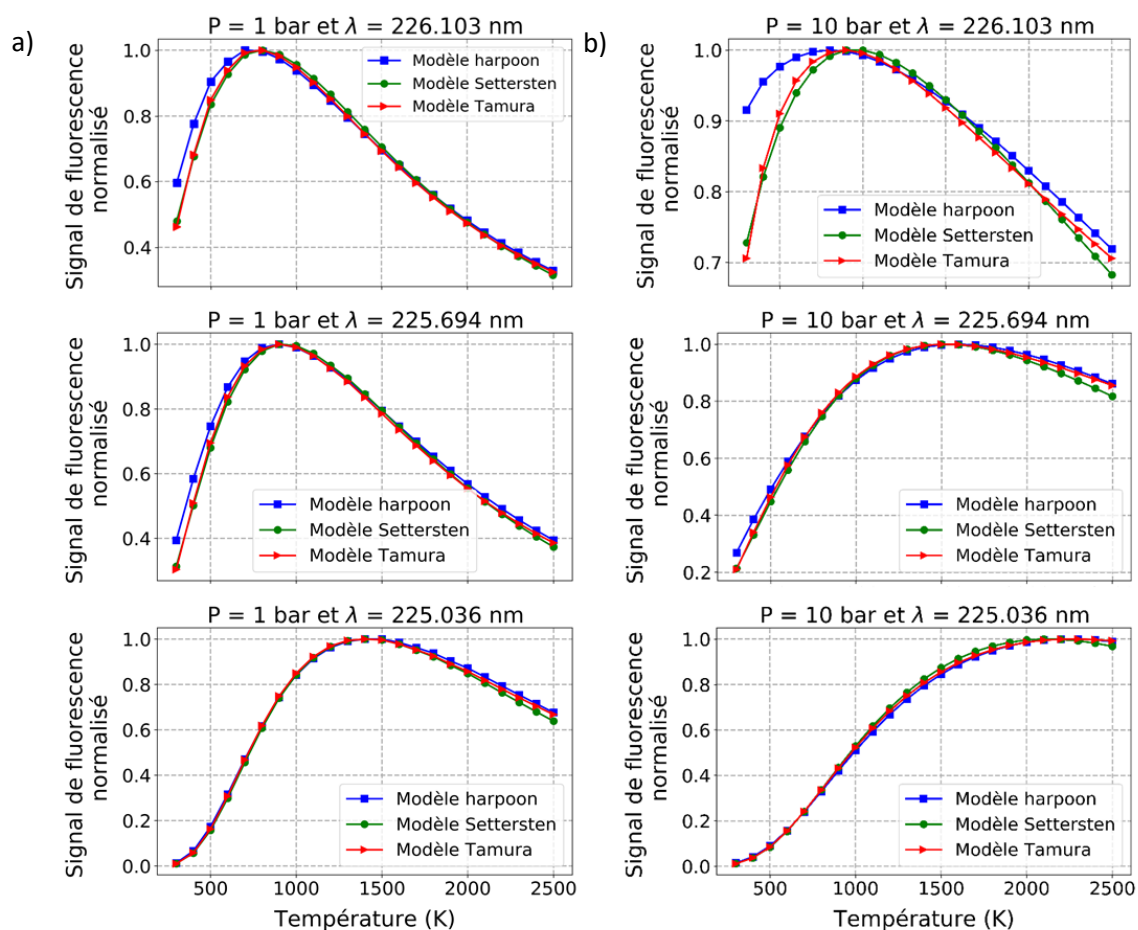 a)
P = 1 bar et λ = 226.103 nm
Signal de fluorescence
normalisé
1.0
0.8
0.6
0.4
Modèle harpoon
Modèle Settersten
Modèle Tamura
b)
P = 10 bar et λ = 226.103 nm
Signal de fluorescence
normalisé
1.0
0.9
0.8
0.7
Modèle harpoon
Modèle Settersten
Modèle Tamura
P = 1 bar et λ = 225.694 nm
Signal de fluorescence
normalisé
1.0
0.8
0.6
0.4
Modèle harpoon
Modèle Settersten
Modèle Tamura
P = 10 bar et λ = 225.694 nm
Signal de fluorescence
normalisé
1.0
0.8
0.6
0.4
0.2
Modèle harpoon
Modèle Settersten
Modèle Tamura
P = 1 bar et λ = 225.036 nm
Signal de fluorescence
normalisé
1.0
0.8
0.6
0.4
0.2
0.0
Modèle harpoon
Modèle Settersten
Modèle Tamura
500 1000 1500 2000 2500
Température (K)
P = 10 bar et λ = 225.036 nm
Signal de fluorescence
normalisé
1.0
0.8
0.6
0.4
0.2
0.0
Modèle harpoon
Modèle Settersten
Modèle Tamura
500 1000 1500 2000 2500
Température (K)